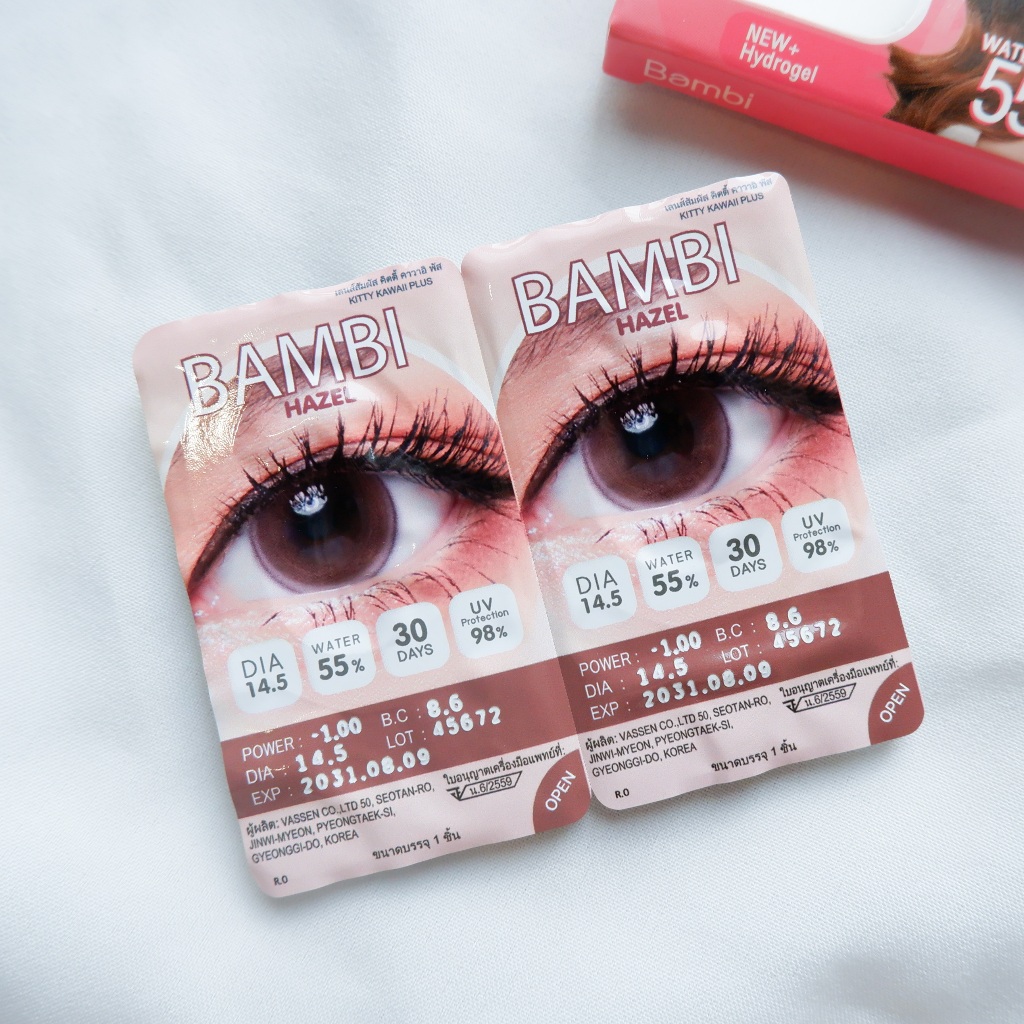 NEW+
Hydrogel
Bambi
55
เลนส์สัมผัส คิตตี้ คาวาอิ พลัส
KITTY KAWAII PLUS
BAMBI
HAZEL
DIA
14.5
WATER
55%
30
DAYS
UV
Protection
98%
POWER : -1.00 B.C : 8.6
DIA : 14.5 LOT : 45672
EXP : 2031.08.09
ผู้ผลิต: VASSEN CO.,LTD 50, SEOTAN-RO,
JINWI-MYEON, PYEONGTAEK-SI,
GYEONGGI-DO, KOREA
ใบอนุญาตเครื่องมือแพทย์ที่:
น.6/2559
ขนาดบรรจุ 1 ชิ้น
OPEN
R.0
เลนส์สัมผัส คิตตี้ คาวาอิ พลัส
KITTY KAWAII PLUS
BAMBI
HAZEL
DIA
14.5
WATER
55%
30
DAYS
UV
Protection
98%
POWER : -1.00 B.C : 8.6
DIA : 14.5 LOT : 45672
EXP : 2031.08.09
ผู้ผลิต: VASSEN CO.,LTD 50, SEOTAN-RO,
JINWI-MYEON, PYEONGTAEK-SI,
GYEONGGI-DO, KOREA
ใบอนุญาตเครื่องมือแพทย์ที่:
น.6/2559
ขนาดบรรจุ 1 ชิ้น
OPEN
R.0